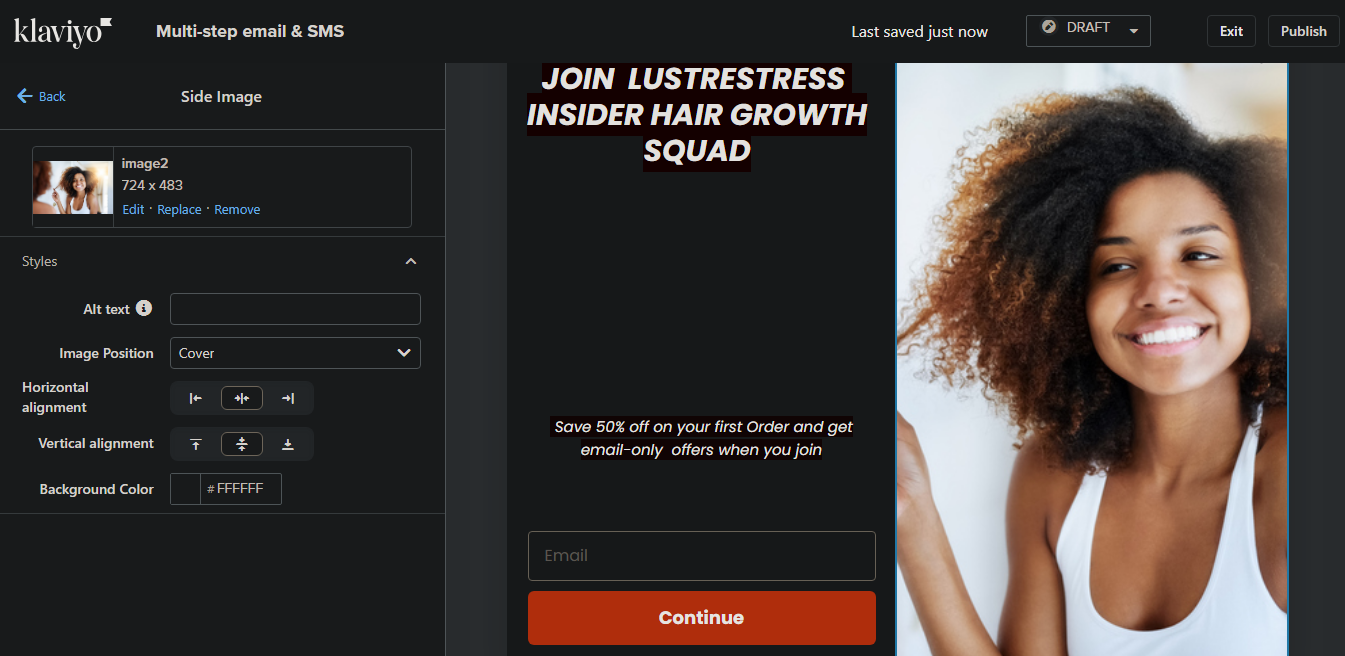 klaviyo
Multi-step email & SMS
Last saved just now
DRAFT
Exit
Publish
Back
Side Image
image2
724 x 483
Edit · Replace · Remove
Styles
Alt text
Image Position
Cover
Horizontal
alignment
Vertical alignment
Background Color
# FFFFFF
JOIN LUSTRESTRESS
INSIDER HAIR GROWTH
SQUAD
Save 50% off on your first Order and get
email-only offers when you join
Email
Continue